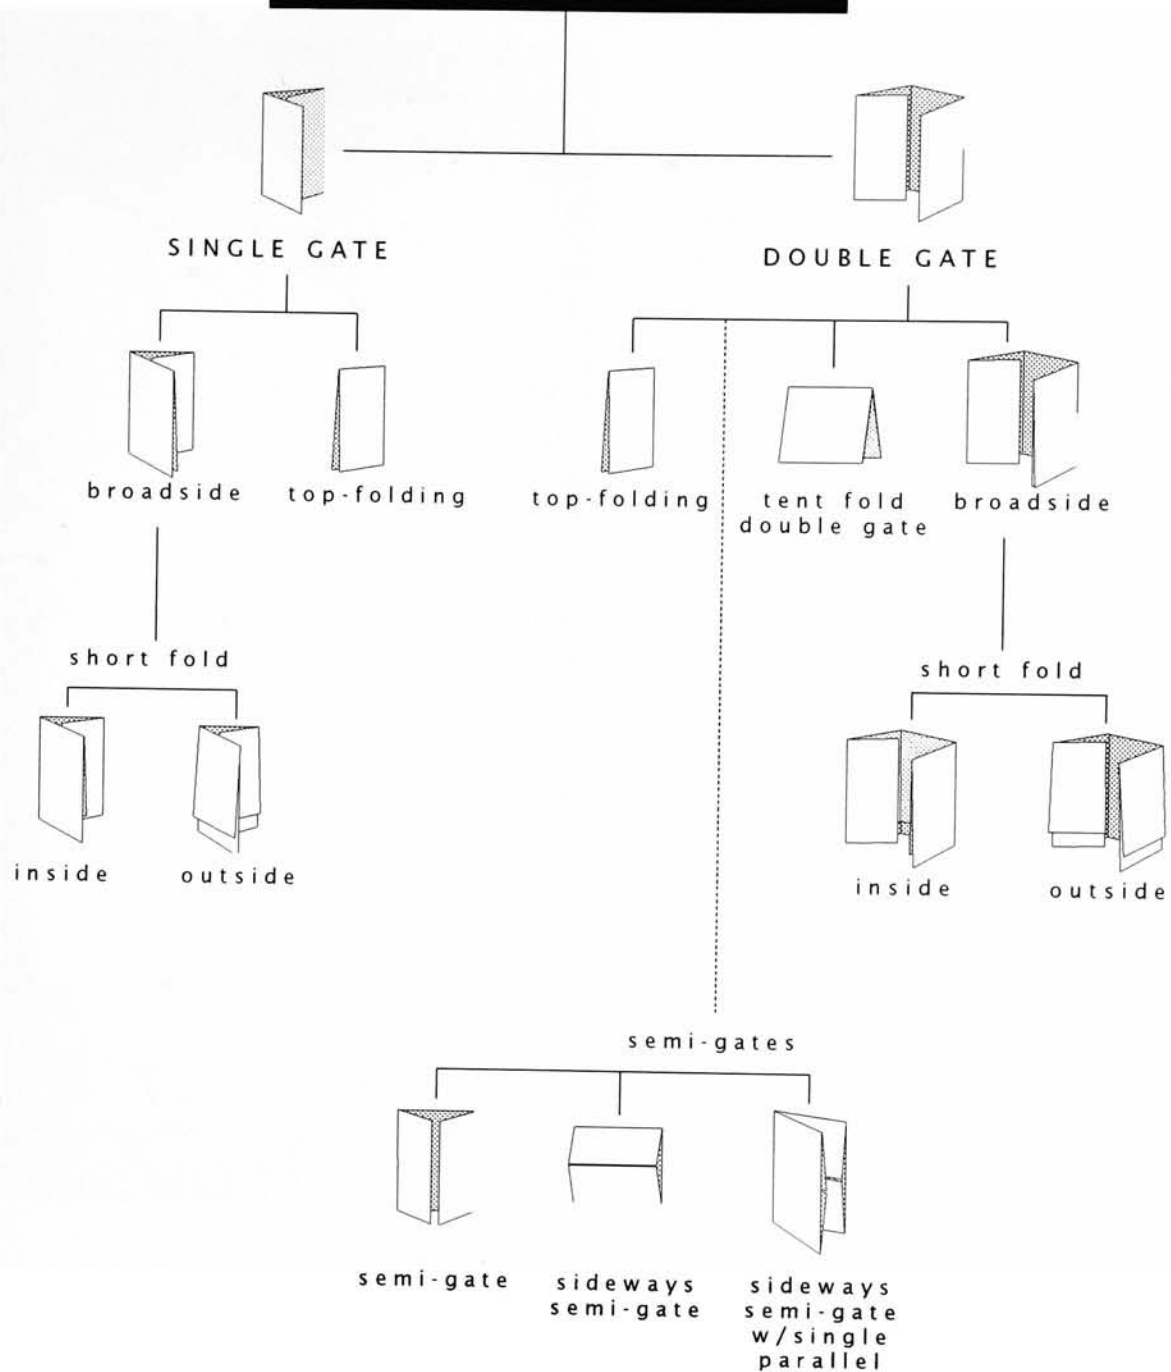 SINGLE GATE
DOUBLE GATE
broadside
top-folding
top-folding
tent fold
double gate
broadside
short fold
short fold
inside
outside
inside
outside
semi-gates
semi-gate
sideways
semi-gate
sideways
semi-gate
w/single
parallel